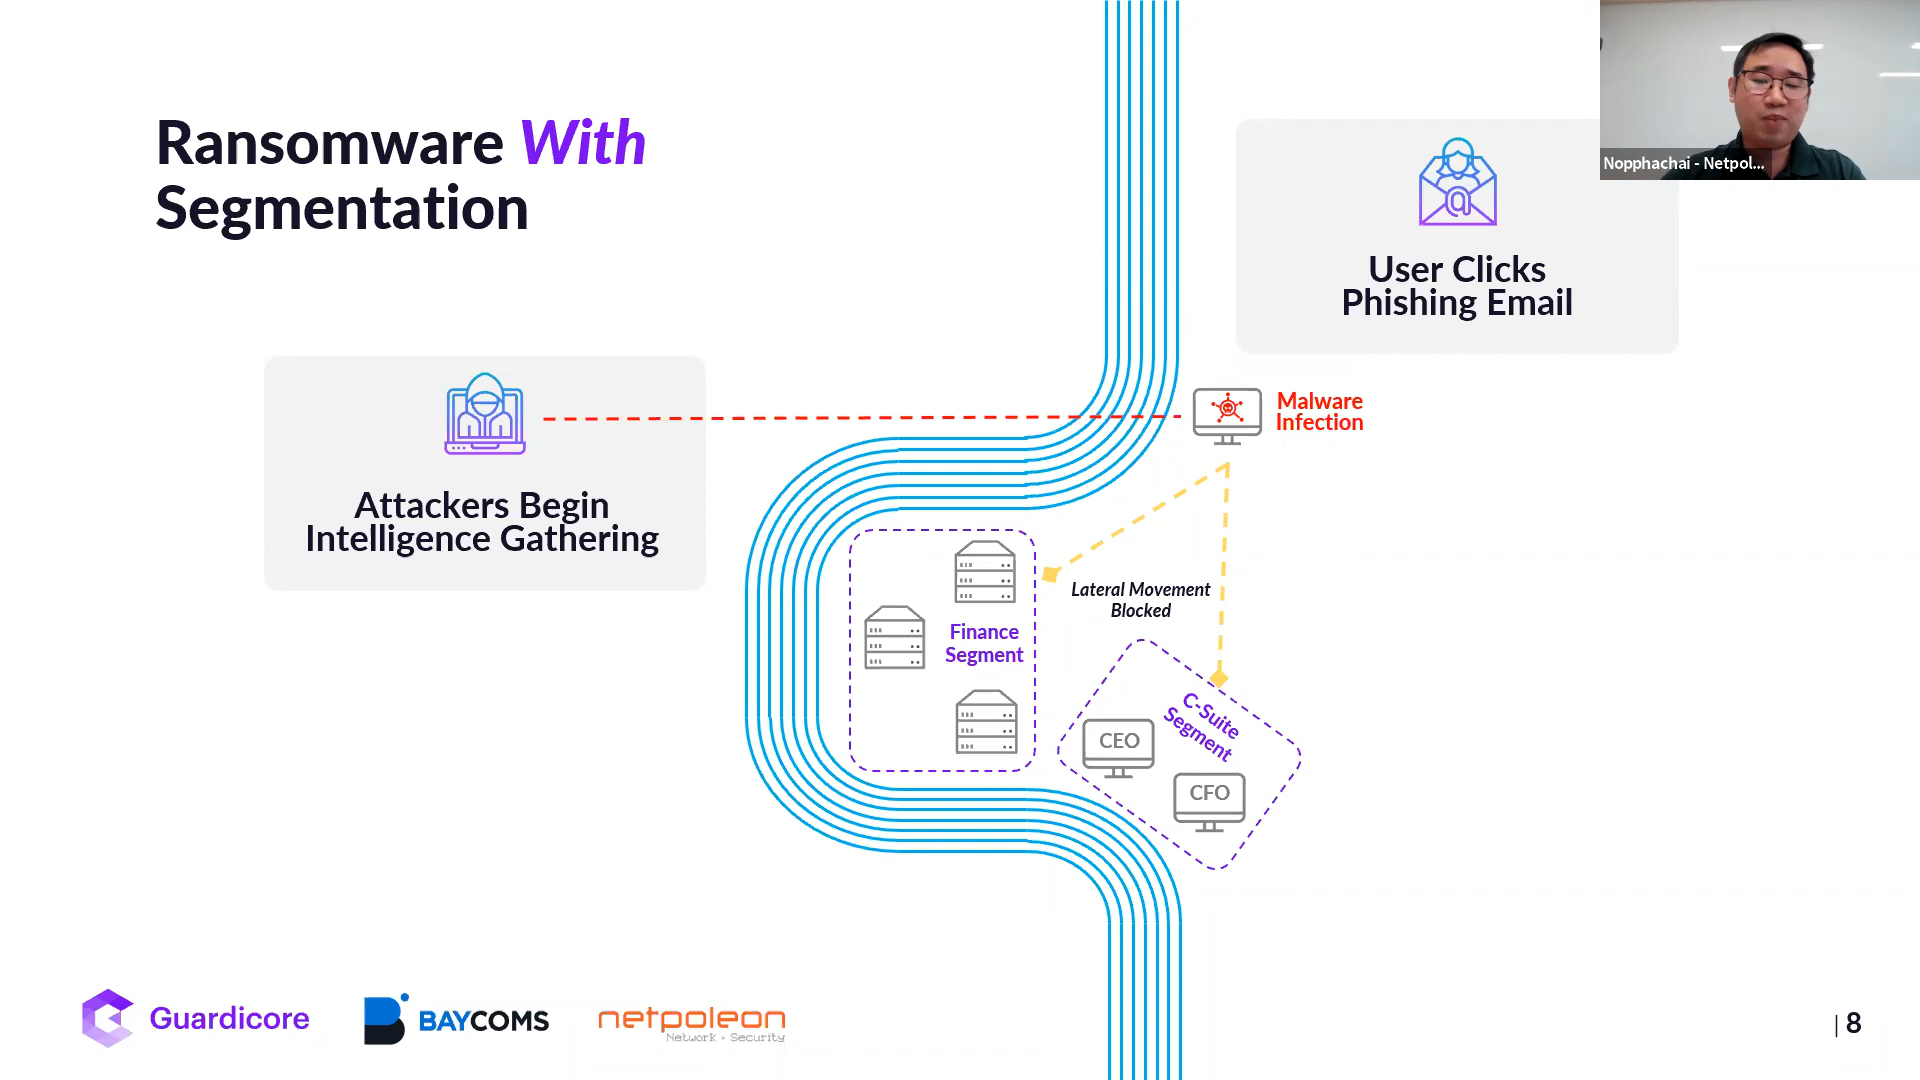 Ransomware With
Segmentation
Nopphachai - Netpol...
User Clicks
Phishing Email
Attackers Begin
Intelligence Gathering
Malware
Infection
Lateral Movement
Blocked
Finance
Segment
C-Suite
Segment
CEO
CFO
Guardicore
BAYCOMS
netpoleon
Network • Security
| 8